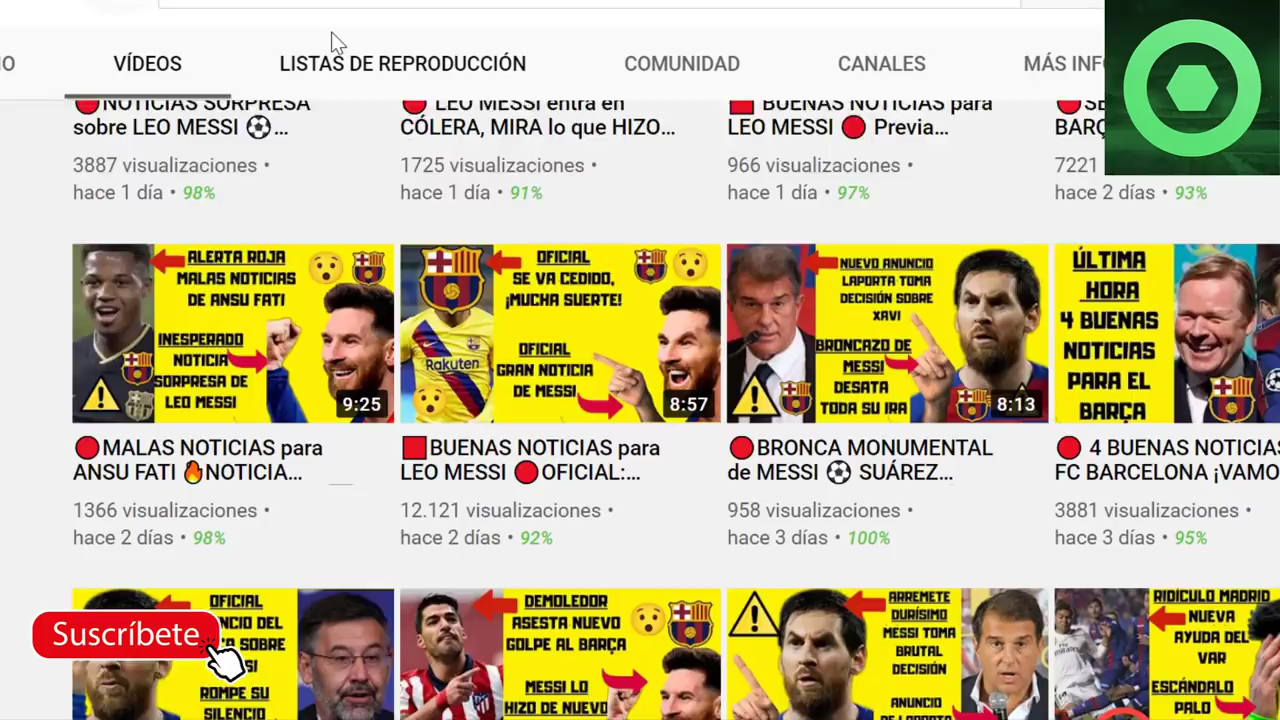 IO
VÍDEOS
LISTAS DE REPRODUCCIÓN
COMUNIDAD
CANALES
MÁS INF
NOTICIAS SORPRESA
sobre LEO MESSI ⚽...
3887 visualizaciones •
hace 1 día • 98%
LEO MESSI entra en
CÓLERA, MIRA lo que HIZO...
1725 visualizaciones •
hace 1 día • 91%
BUENAS NOTICIAS para
LEO MESSI 🔴 Previa...
966 visualizaciones •
hace 1 día • 97%
BARÇ
7221
hace 2 días • 93%
ALERTA ROJA
MALAS NOTICIAS
DE ANSU FATI
INESPERADO
NOTICIA
SORPRESA DE
LEO MESSI
9:25
OFICIAL
SE VA CEDIDO,
¡MUCHA SUERTE!
Rakuten
OFICIAL
GRAN NOTICIA
DE MESSI
8:57
NUEVO ANUNCIO
LAPORTA TOMA
DECISIÓN SOBRE
XAVI
BRONCAZO DE
MESSI
DESATA
TODA SU IRA
8:13
ÚLTIMA
HORA
4 BUENAS
NOTICIAS
PARA EL
BARÇA
🔴MALAS NOTICIAS para
ANSU FATI 🔥NOTICIA...
1366 visualizaciones •
hace 2 días • 98%
🟥BUENAS NOTICIAS para
LEO MESSI 🔴OFICIAL:...
12.121 visualizaciones •
hace 2 días • 92%
🔴BRONCA MONUMENTAL
de MESSI ⚽ SUÁREZ...
958 visualizaciones •
hace 3 días • 100%
🔴 4 BUENAS NOTICIAS
FC BARCELONA ¡VAMO
3881 visualizaciones •
hace 3 días • 95%
OFICIAL
SOBRE
ROMPE SU
SILENCIO
Suscríbete
DEMOLEDOR
ASESTA NUEVO
GOLPE AL BARÇA
MESSI LO
HIZO DE NUEVO
ARREMETE
DURÍSIMO
MESSI TOMA
BRUTAL
DECISIÓN
ANUNCIO
RIDÍCULO MADRID
NUEVA
AYUDA DEL
VAR
ESCÁNDALO
PALO